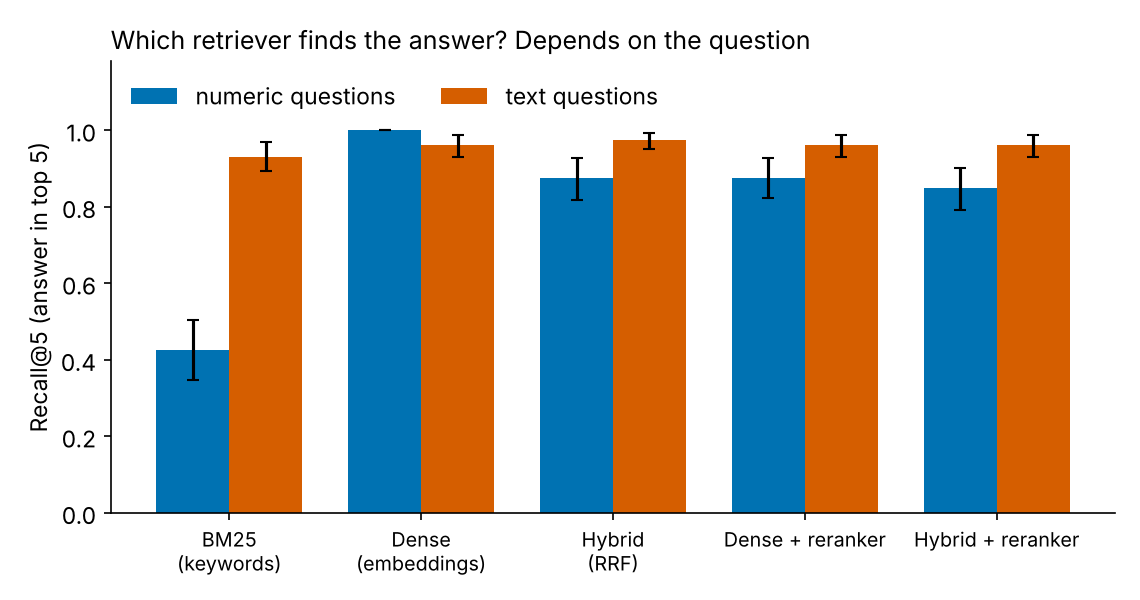 Which retriever finds the answer? Depends on the question
numeric questions
text questions
Recall@5 (answer in top 5)
1.0
0.8
0.6
0.4
0.2
0.0
BM25
(keywords)
Dense
(embeddings)
Hybrid
(RRF)
Dense + reranker
Hybrid + reranker